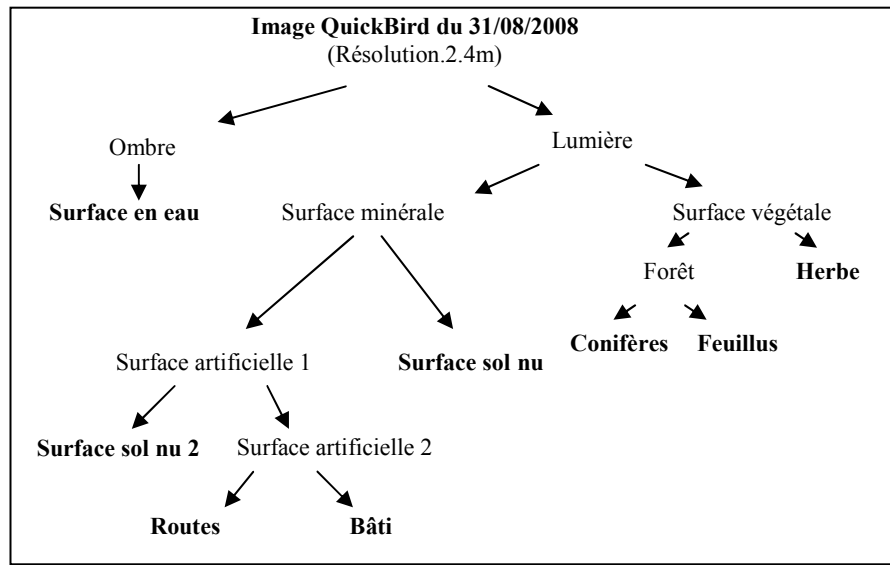 Image QuickBird du 31/08/2008
(Résolution.2.4m)
Ombre
Lumière
Surface en eau
Surface minérale
Surface végétale
Forêt
Herbe
Conifères
Feuillus
Surface artificielle 1
Surface sol nu
Surface sol nu 2
Surface artificielle 2
Routes
Bâti